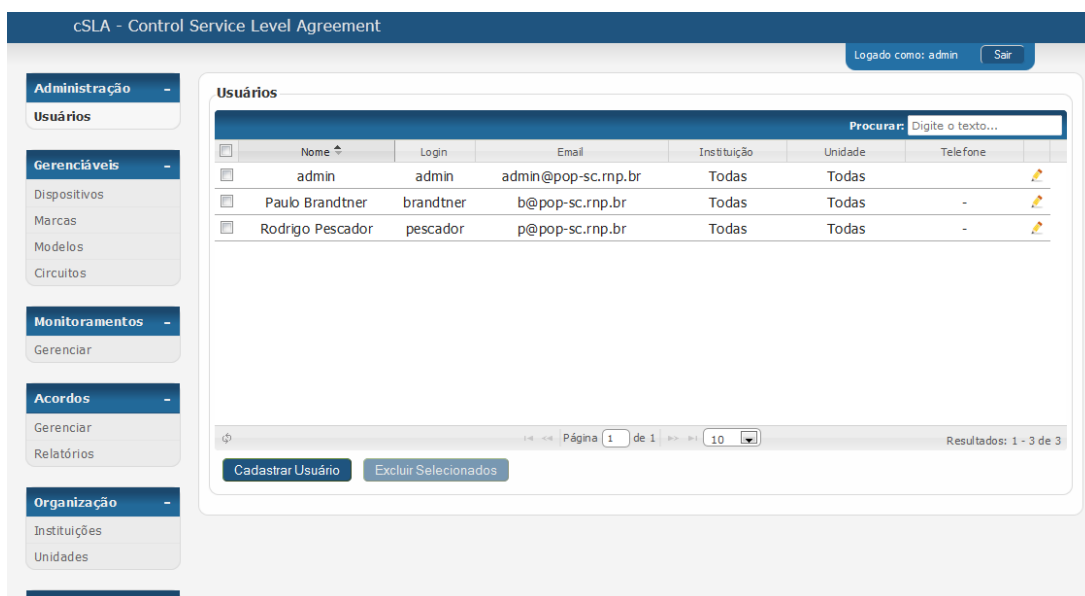 cSLA - Control Service Level Agreement
Logado como: admin Sair
Administração -
Usuários
Gerenciáveis -
Dispositivos
Marcas
Modelos
Circuitos
Monitoramentos -
Gerenciar
Acordos -
Gerenciar
Relatórios
Organização -
Instituições
Unidades
Usuários
Procurar: Digite o texto...
Nome Login Email Instituição Unidade Telefone
admin admin admin@pop-sc.rnp.br Todas Todas
Paulo Brandtner brandtner b@pop-sc.rnp.br Todas Todas -
Rodrigo Pescador pescador p@pop-sc.rnp.br Todas Todas -
Página 1 de 1 10 Resultados: 1 - 3 de 3
Cadastrar Usuário Excluir Selecionados